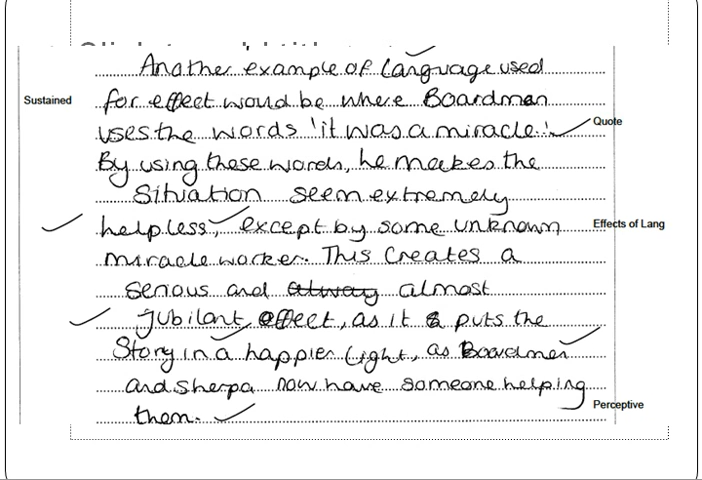 Another example of language used
Sustained
for effect would be where Boardman
uses the words 'it was a miracle.'
Quote
By using these words, he makes the
situation seem extremely
helpless, except by some unknown
Effects of Lang
miracle worker. This creates a
serious and almost
jubilant effect, as it puts the
story in a happier light, as Boardman
and sherpa now have someone helping
them.
Perceptive